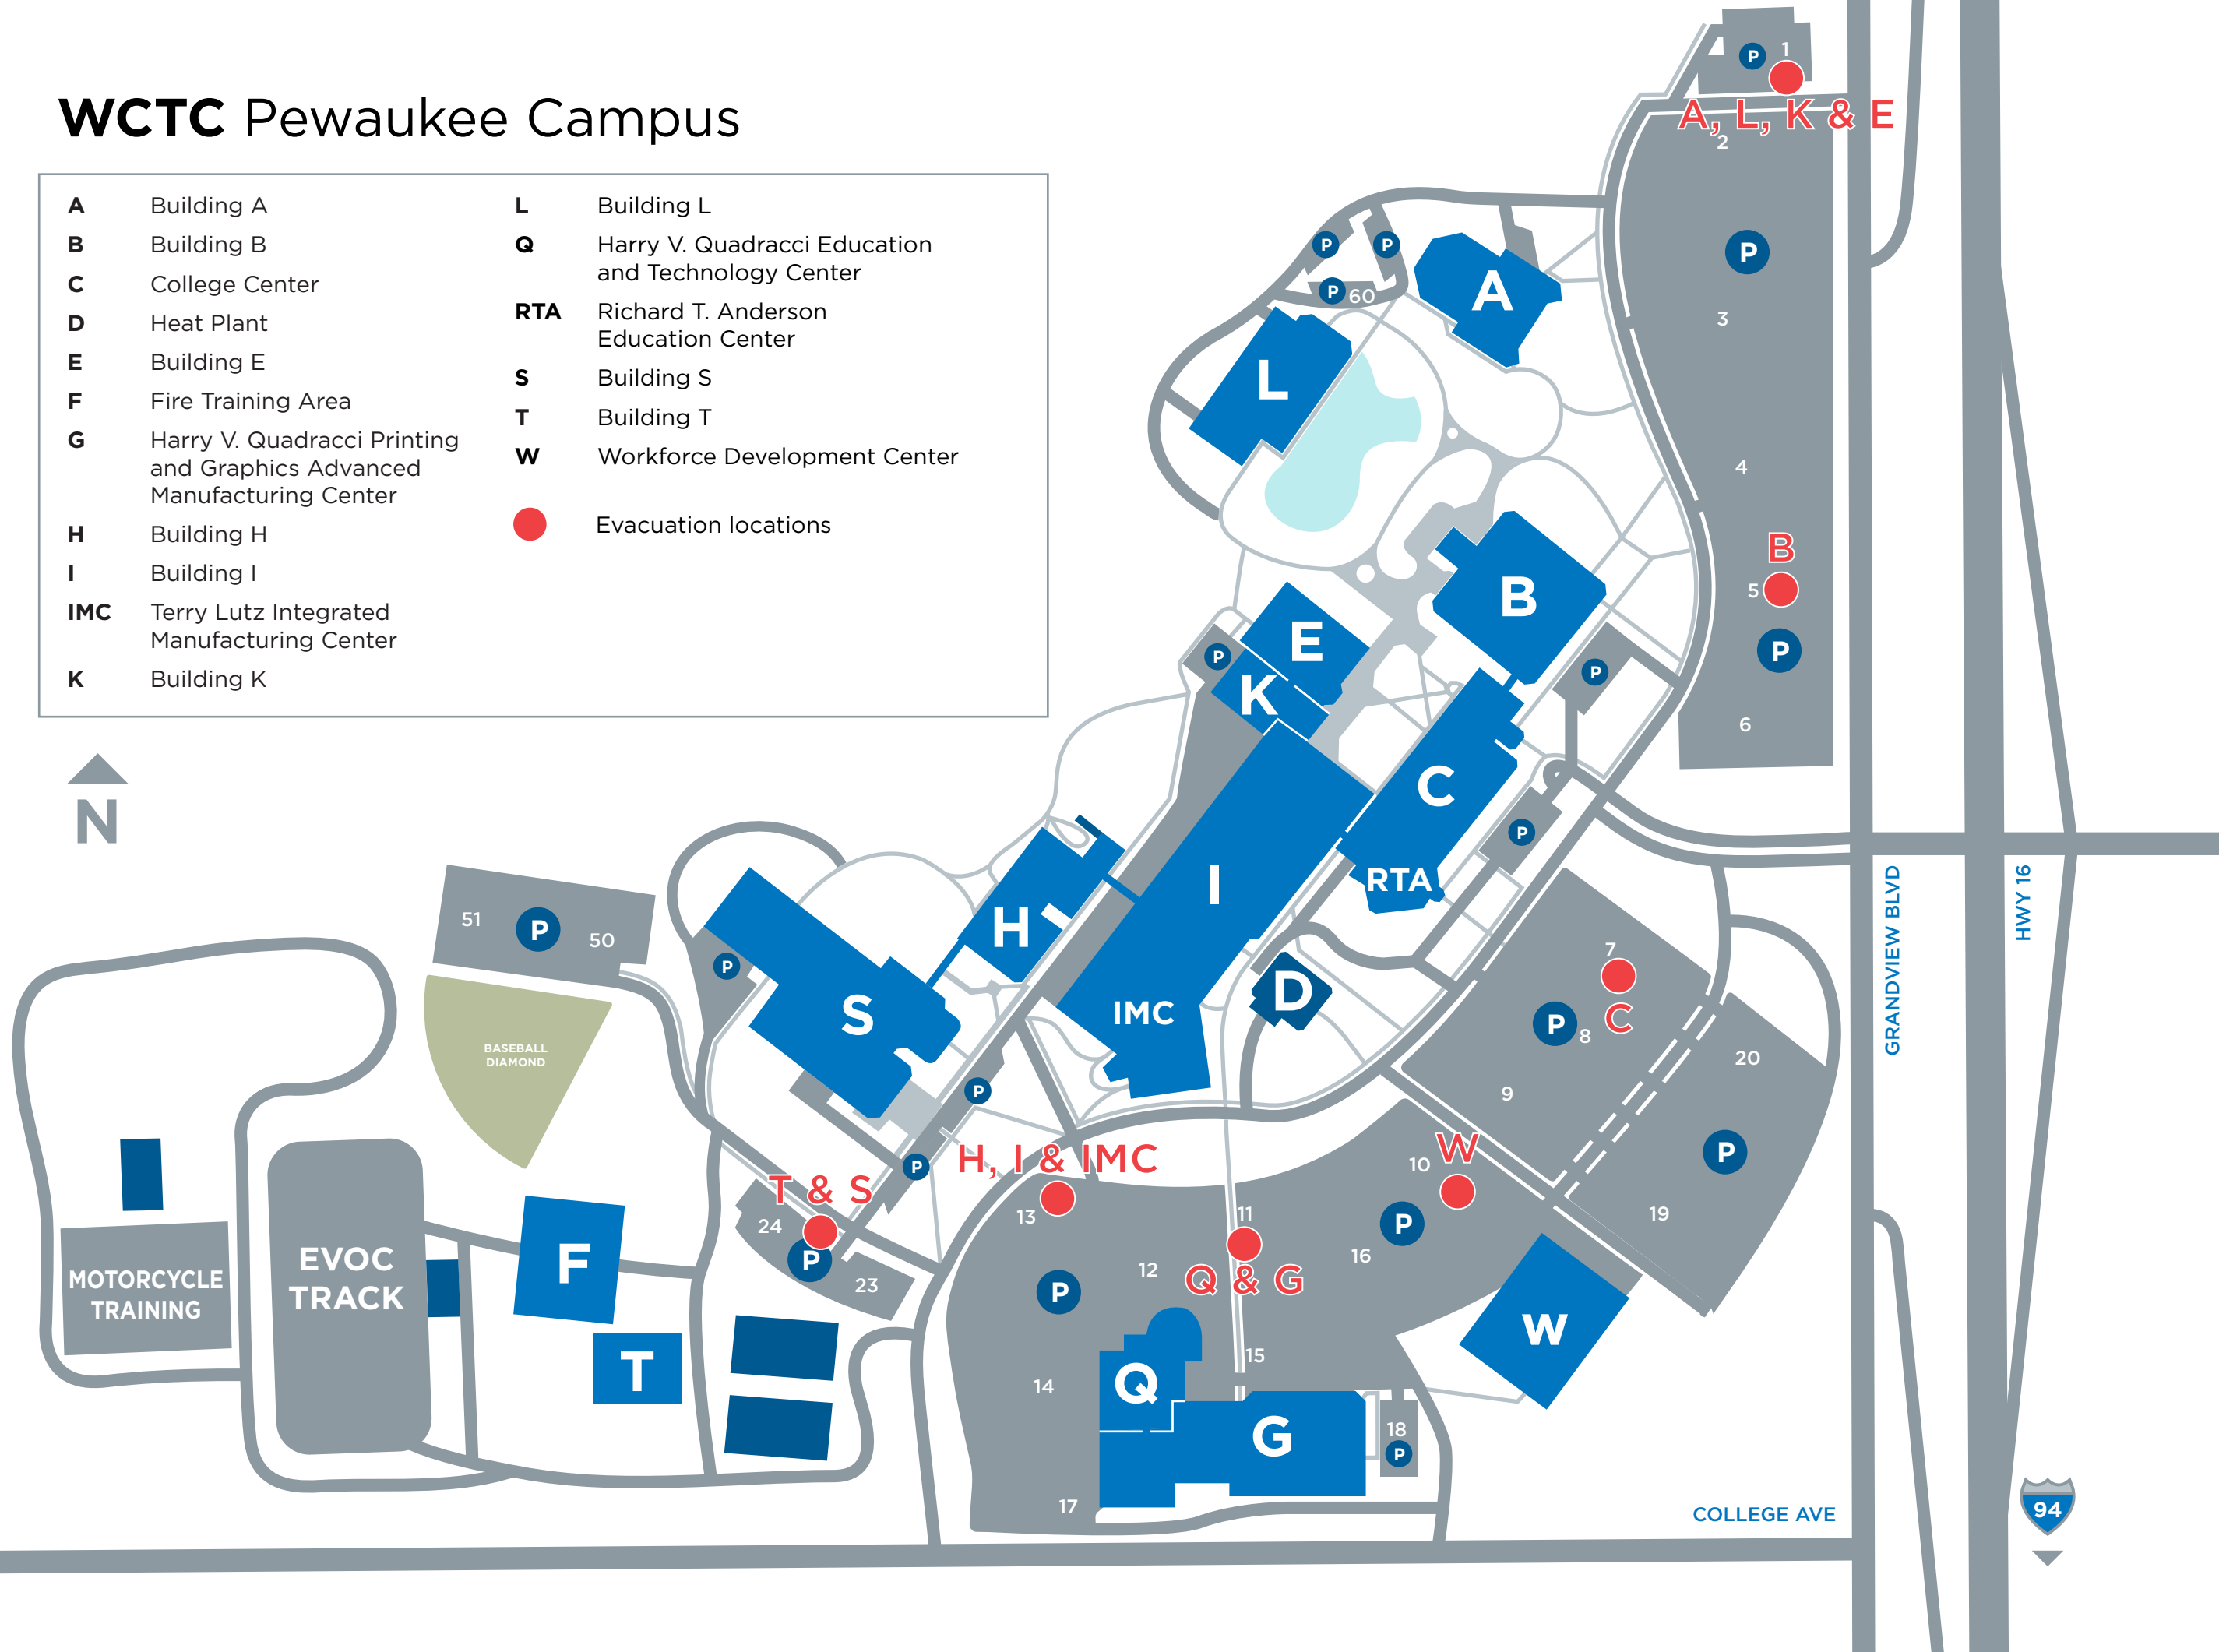 WCTC Pewaukee Campus
A Building A
B Building B
C College Center
D Heat Plant
E Building E
F Fire Training Area
G Harry V. Quadracci Printing
and Graphics Advanced
Manufacturing Center
H Building H
I Building I
IMC Terry Lutz Integrated
Manufacturing Center
K Building K
L Building L
Q Harry V. Quadracci Education
and Technology Center
RTA Richard T. Anderson
Education Center
S Building S
T Building T
W Workforce Development Center
Evacuation locations
N
P 1
A, L, K & E
2
P
3
4
B
5
P
6
P P
P 60
A
L
B
E
P
K
P
C
P
I
RTA
H
IMC
D
S
P
P
P
51 P 50
BASEBALL
DIAMOND
7
P 8 C
9
20
P
19
W
10
P
16
H, I & IMC
13
11
12
Q & G
P
15
14
Q
G
18
P
17
W
T & S
24
P
23
F
T
EVOC
TRACK
MOTORCYCLE
TRAINING
GRANDVIEW BLVD
HWY 16
COLLEGE AVE
94